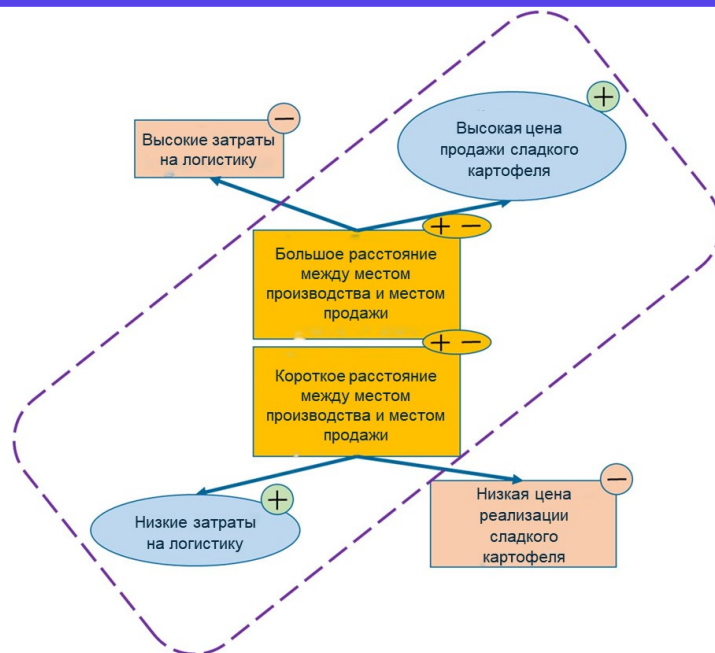 Высокие затраты
на логистику
−
Высокая цена
продажи сладкого
картофеля
+
Большое расстояние
между местом
производства и местом
продажи
+ −
Короткое расстояние
между местом
производства и местом
продажи
+ −
Низкие затраты
на логистику
+
Низкая цена
реализации
сладкого
картофеля
−